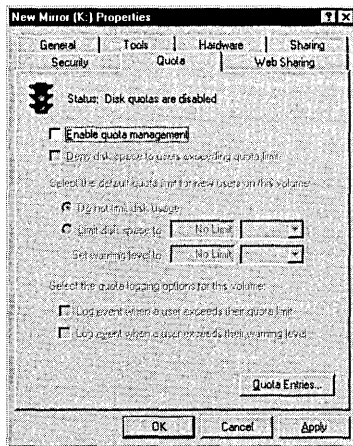 New Mirror (K:) Properties
General Tools Hardware Sharing
Security Quota Web Sharing
Status: Disk quotas are disabled
Enable quota management
Deny disk space to users exceeding quota limit
Select the default quota limit for new users on this volume:
Do not limit disk usage
Limit disk space to No Limit
Set warning level to No Limit
Select the quota logging options for this volume:
Log event when a user exceeds their quota limit
Log event when a user exceeds their warning level
Quota Entries...
OK Cancel Apply